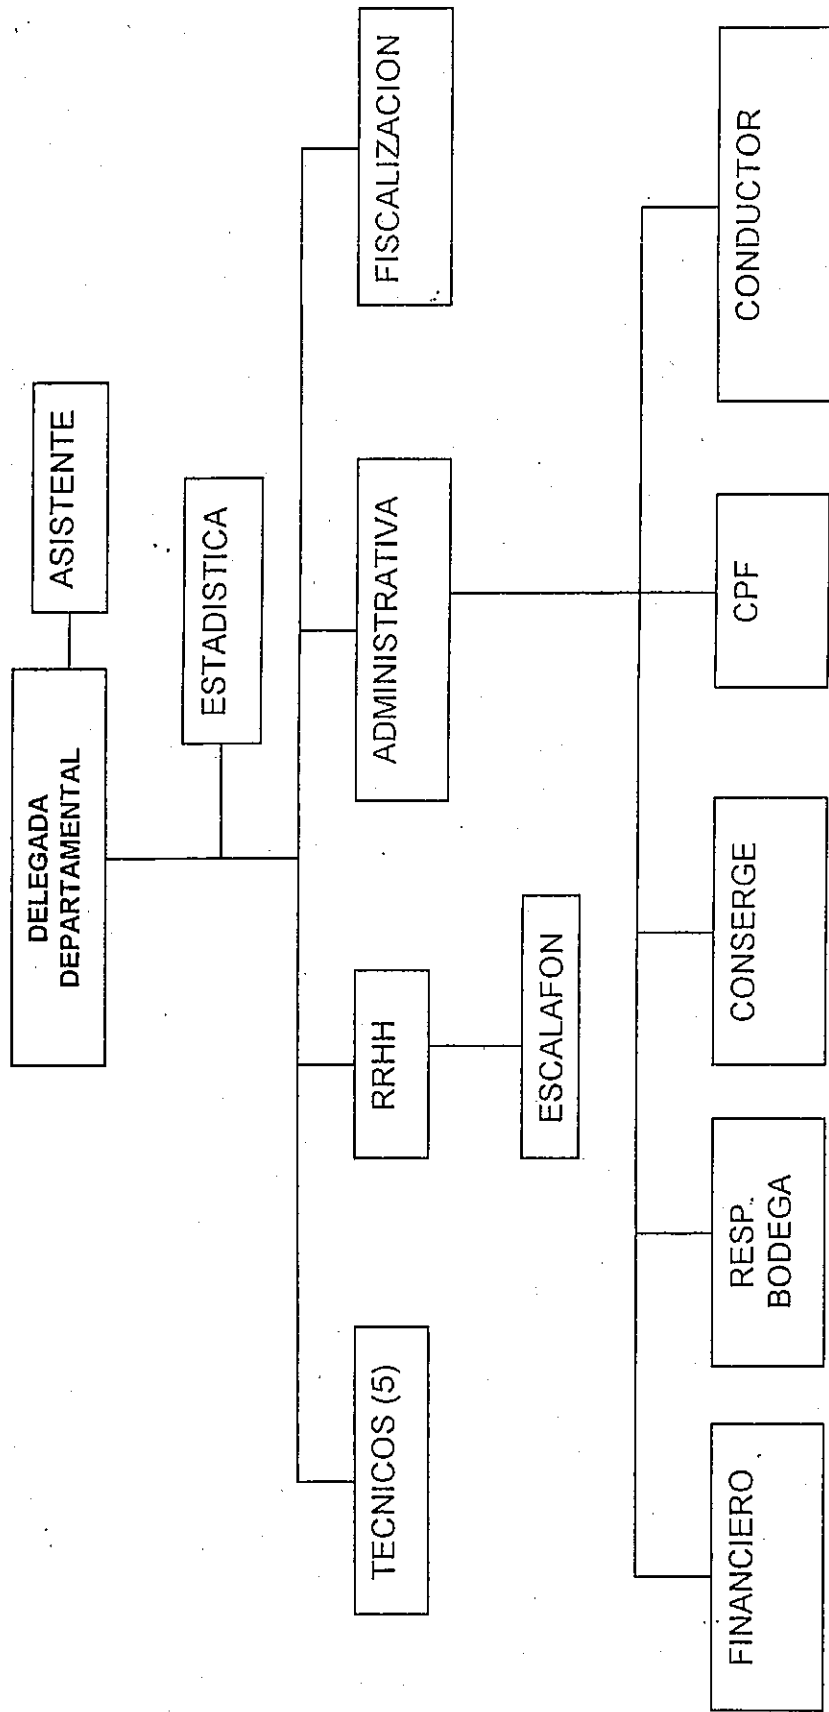 DELEGADA
DEPARTAMENTAL
ASISTENTE
ESTADISTICA
TECNICOS (5)
RRHH
ADMINISTRATIVA
FISCALIZACION
ESCALAFON
FINANCIERO
RESP.
BODEGA
CONSERGE
CPF
CONDUCTOR